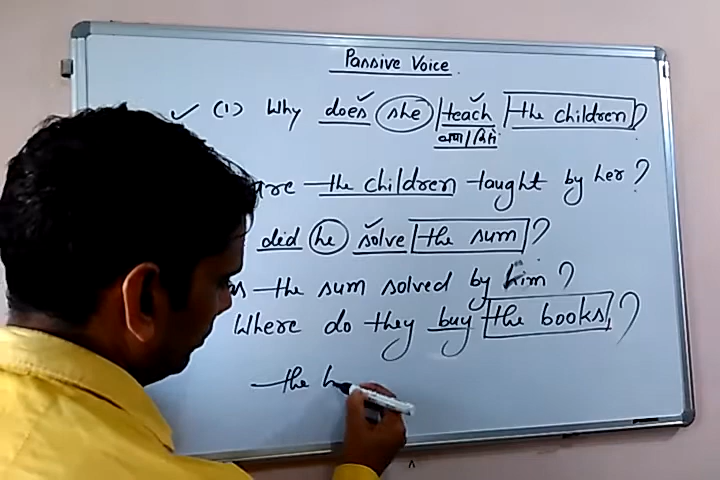 Passive Voice
(1) Why does she teach the children?
are the children taught by her?
did he solve the sum?
the sum solved by him?
Where do they buy the books?
the